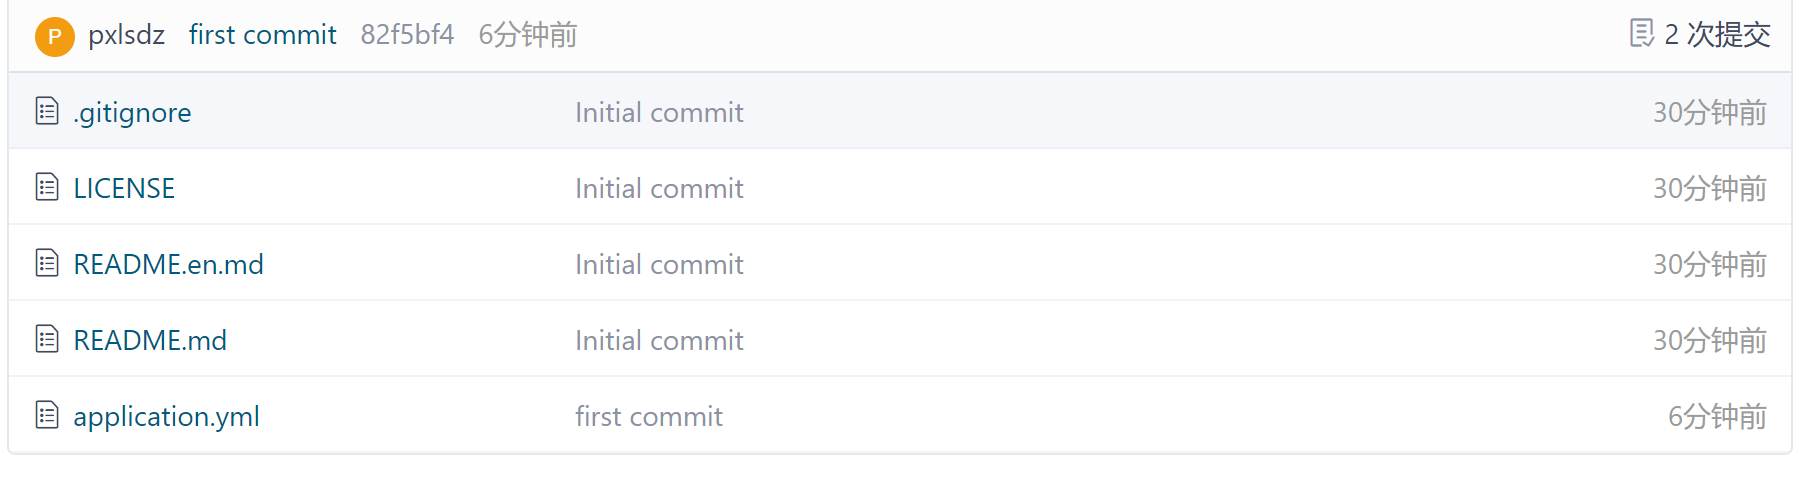 P pxlsdz first commit 82f5bf4 6分钟前 2 次提交
.gitignore Initial commit 30分钟前
LICENSE Initial commit 30分钟前
README.en.md Initial commit 30分钟前
README.md Initial commit 30分钟前
application.yml first commit 6分钟前